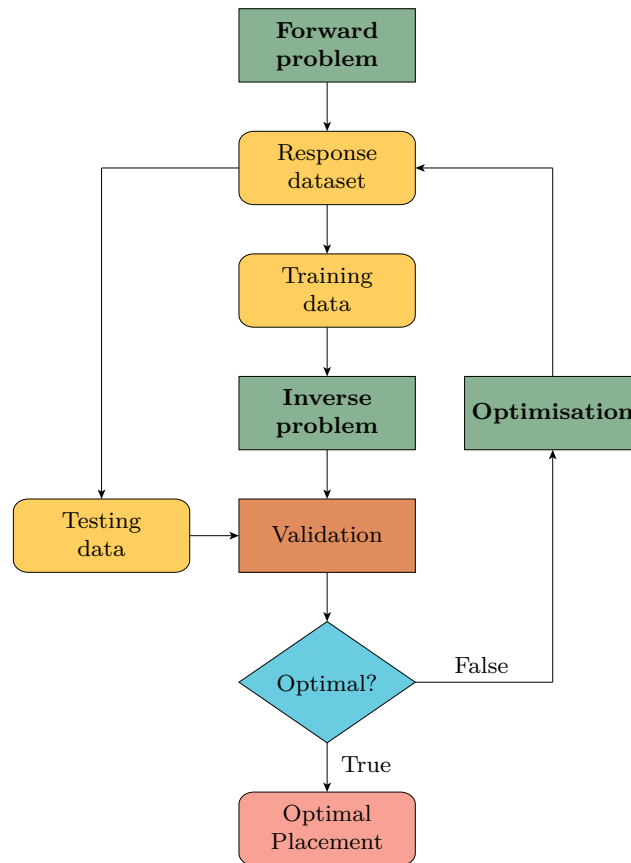 Forward
problem
Response
dataset
Training
data
Inverse
problem
Optimisation
Testing
data
Validation
Optimal?
False
True
Optimal
Placement